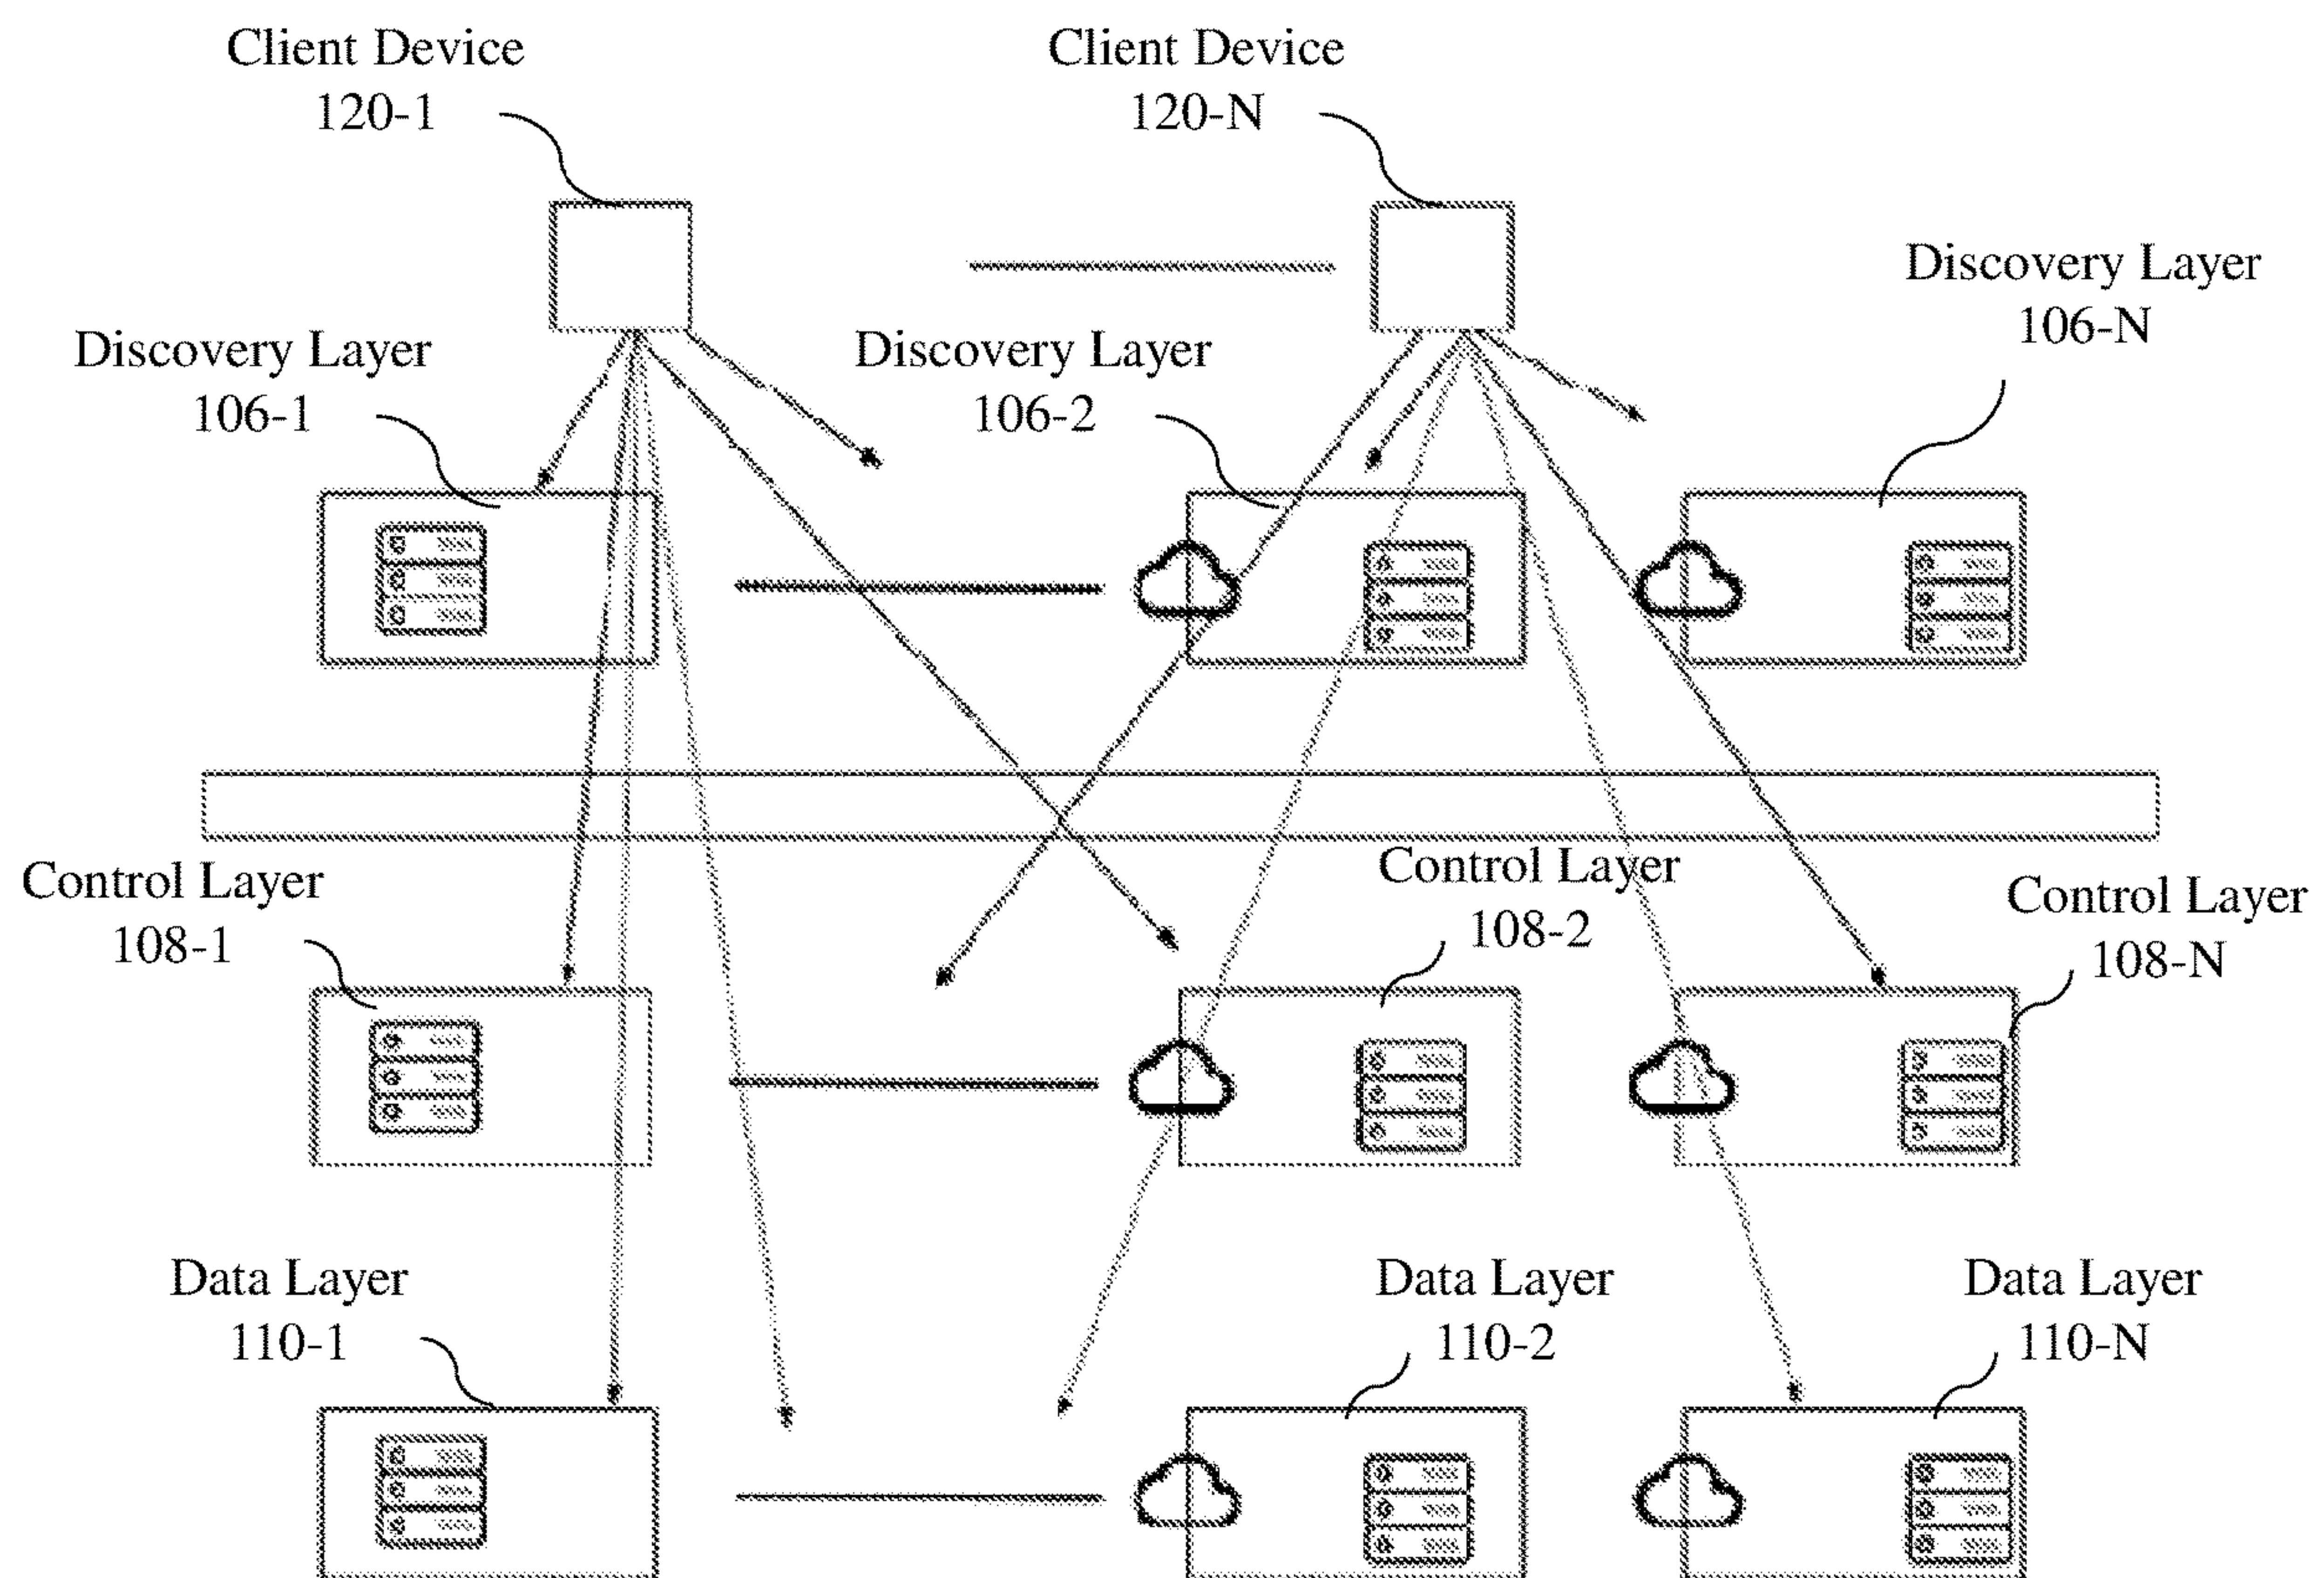 Client Device
120-1
Client Device
120-N
Discovery Layer
106-N
Discovery Layer
106-1
Discovery Layer
106-2
Control Layer
108-1
Control Layer
108-2
Control Layer
108-N
Data Layer
110-1
Data Layer
110-2
Data Layer
110-N